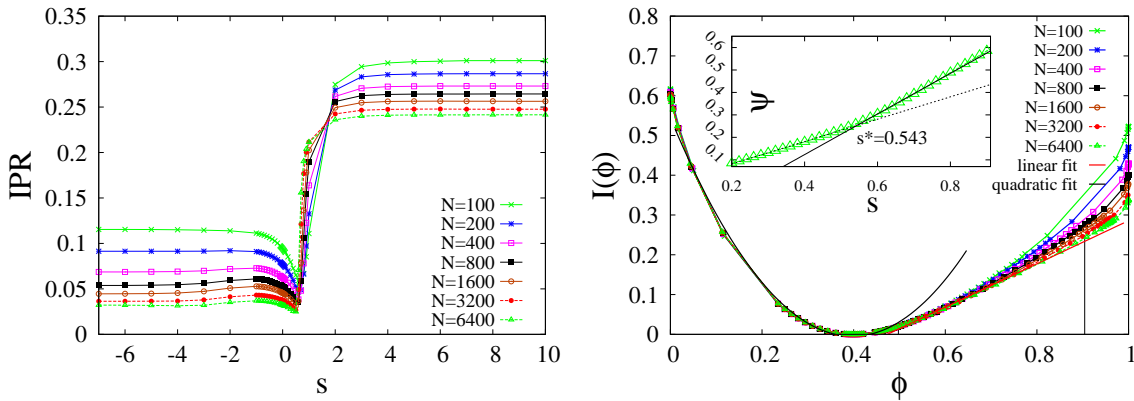 IPR
0.35
0.3
0.25
0.2
0.15
0.1
0.05
0
-6
-4
-2
0
2
4
6
8
10
s
N=100
N=200
N=400
N=800
N=1600
N=3200
N=6400
I(ϕ)
0.8
0.7
0.6
0.5
0.4
0.3
0.2
0.1
0
0.0
0.2
0.4
0.6
0.8
1
ϕ
N=100
N=200
N=400
N=800
N=1600
N=3200
N=6400
linear fit
quadratic fit
ψ
0.6
0.5
0.4
0.3
0.2
0.1
0.2
0.4
0.6
0.8
s
s*=0.543